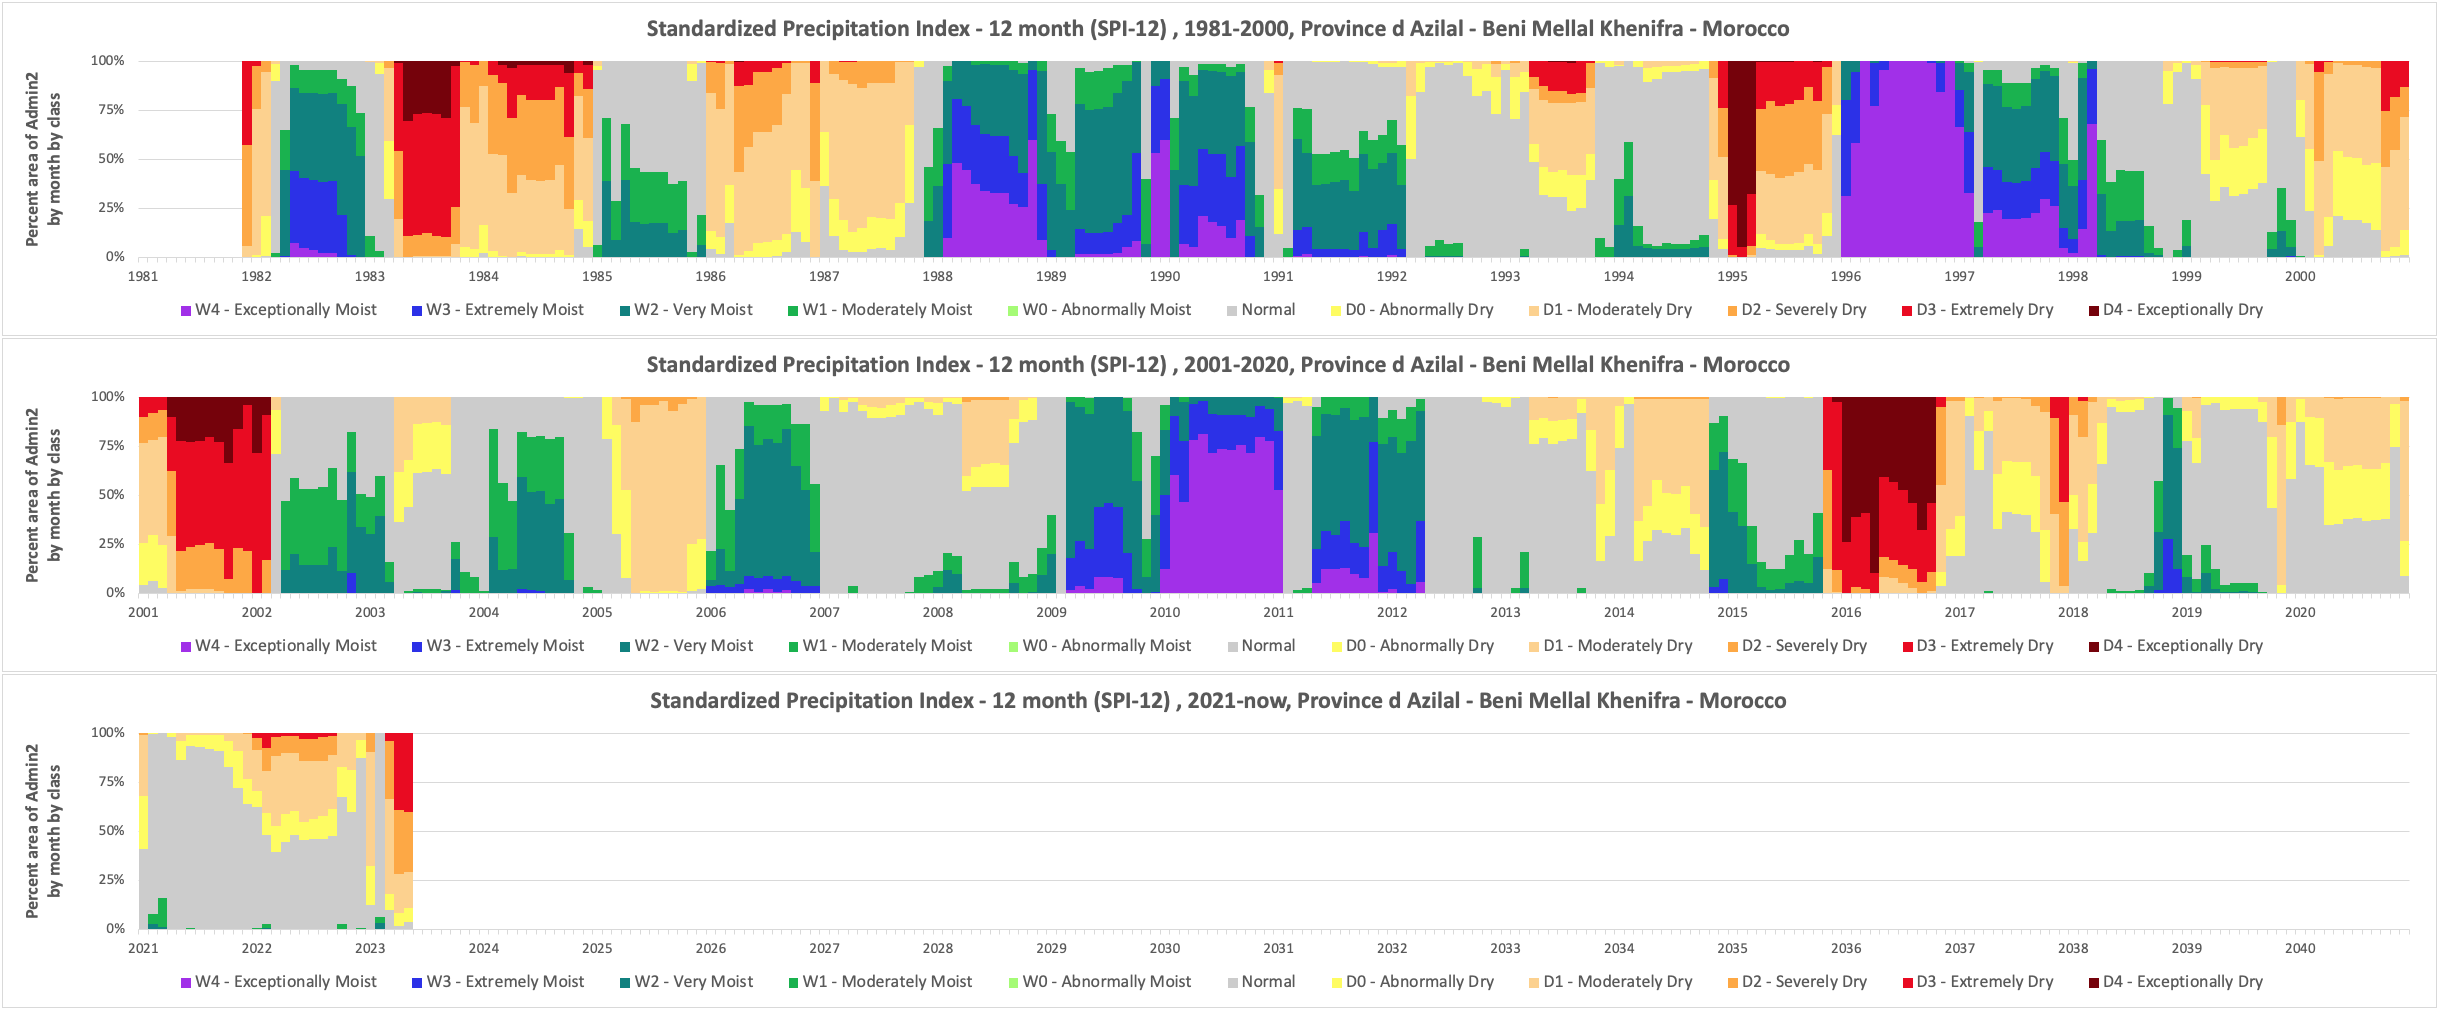 Standardized Precipitation Index - 12 month (SPI-12) , 1981-2000, Province d Azilal - Beni Mellal Khenifra - Morocco
Percent area of Admin2
by month by class
100%
75%
50%
25%
0%
1981 1982 1983 1984 1985 1986 1987 1988 1989 1990 1991 1992 1993 1994 1995 1996 1997 1998 1999 2000
W4 - Exceptionally Moist W3 - Extremely Moist W2 - Very Moist W1 - Moderately Moist W0 - Abnormally Moist Normal D0 - Abnormally Dry D1 - Moderately Dry D2 - Severely Dry D3 - Extremely Dry D4 - Exceptionally Dry
Standardized Precipitation Index - 12 month (SPI-12) , 2001-2020, Province d Azilal - Beni Mellal Khenifra - Morocco
Percent area of Admin2
by month by class
100%
75%
50%
25%
0%
2001 2002 2003 2004 2005 2006 2007 2008 2009 2010 2011 2012 2013 2014 2015 2016 2017 2018 2019 2020
W4 - Exceptionally Moist W3 - Extremely Moist W2 - Very Moist W1 - Moderately Moist W0 - Abnormally Moist Normal D0 - Abnormally Dry D1 - Moderately Dry D2 - Severely Dry D3 - Extremely Dry D4 - Exceptionally Dry
Standardized Precipitation Index - 12 month (SPI-12) , 2021-now, Province d Azilal - Beni Mellal Khenifra - Morocco
Percent area of Admin2
by month by class
100%
75%
50%
25%
0%
2021 2022 2023 2024 2025 2026 2027 2028 2029 2030 2031 2032 2033 2034 2035 2036 2037 2038 2039 2040
W4 - Exceptionally Moist W3 - Extremely Moist W2 - Very Moist W1 - Moderately Moist W0 - Abnormally Moist Normal D0 - Abnormally Dry D1 - Moderately Dry D2 - Severely Dry D3 - Extremely Dry D4 - Exceptionally Dry